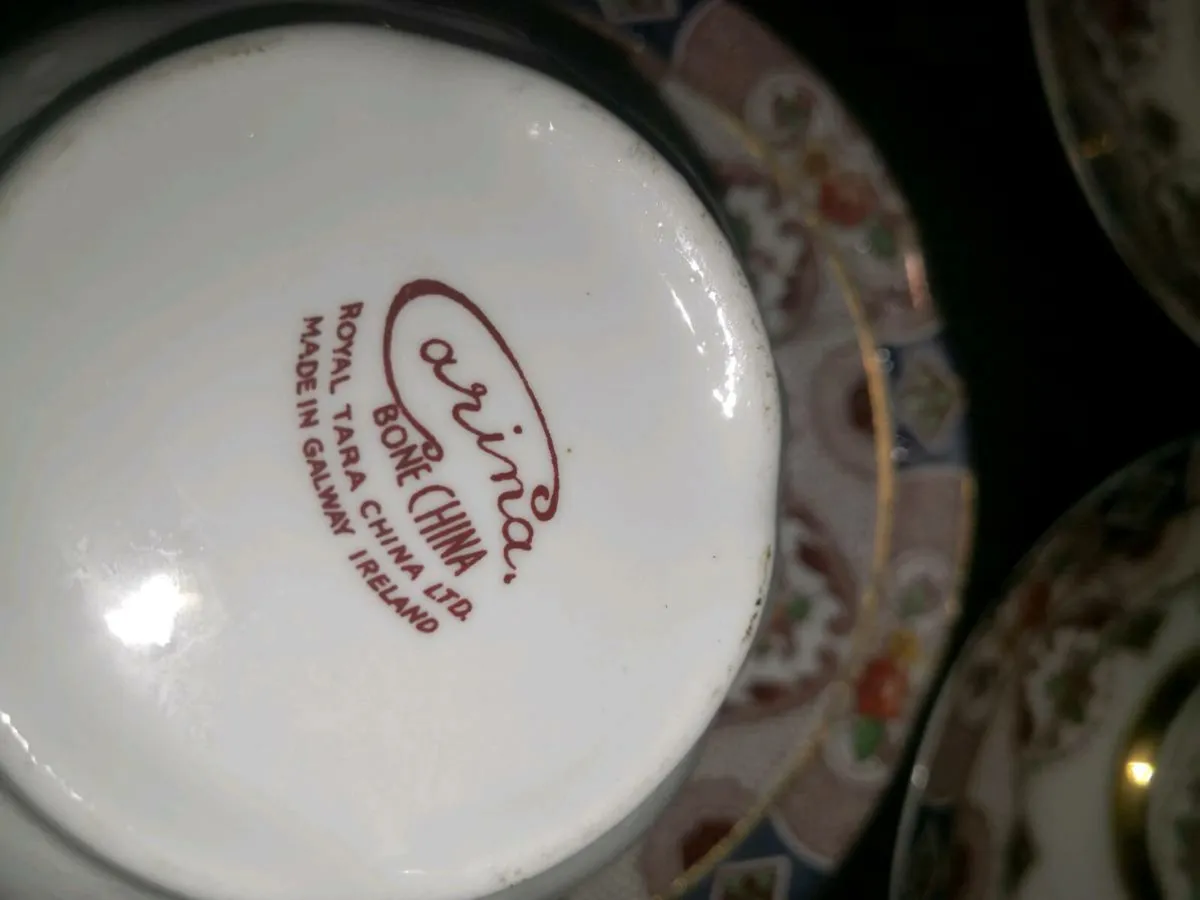 Carina.
BONE CHINA
ROYAL TARA CHINA LTD.
MADE IN GALWAY IRELAND